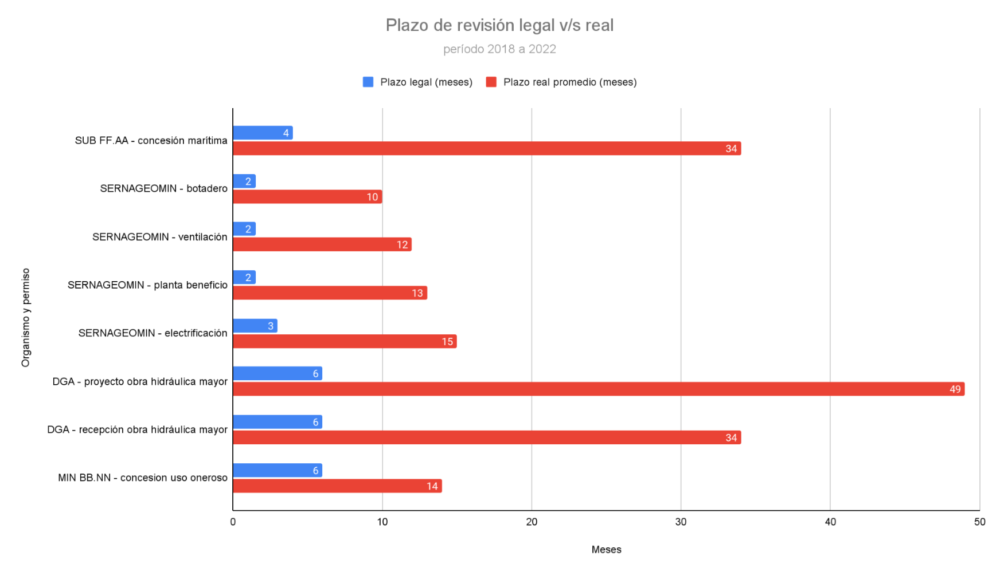 Plazo de revisión legal v/s real
período 2018 a 2022
Plazo legal (meses) Plazo real promedio (meses)
Organismo y permiso
SUB FF.AA - concesión marítima 4
34
SERNAGEOMIN - botadero 2
10
SERNAGEOMIN - ventilación 2
12
SERNAGEOMIN - planta beneficio 2
13
SERNAGEOMIN - electrificación 3
15
DGA - proyecto obra hidráulica mayor 6
49
DGA - recepción obra hidráulica mayor 6
34
MIN BB.NN - concesion uso oneroso 6
14
0 10 20 30 40 50
Meses